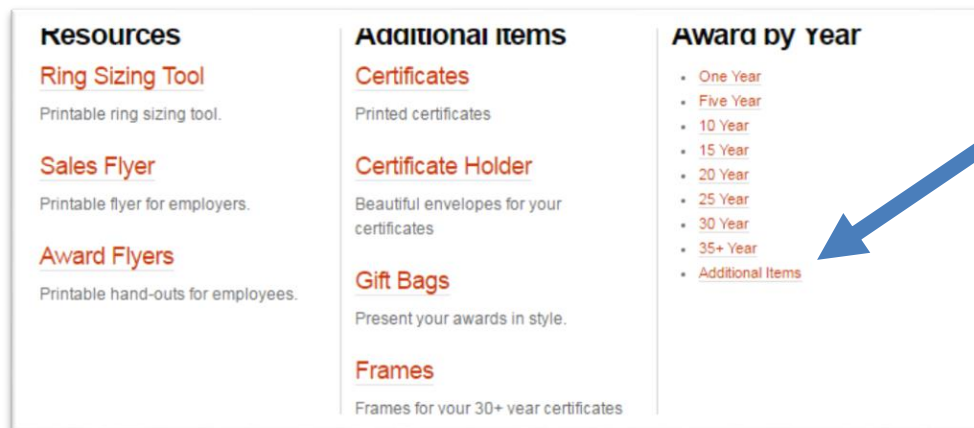 Resources
Ring Sizing Tool
Printable ring sizing tool.
Sales Flyer
Printable flyer for employers.
Award Flyers
Printable hand-outs for employees.
Additional Items
Certificates
Printed certificates
Certificate Holder
Beautiful envelopes for your
certificates
Gift Bags
Present your awards in style.
Frames
Frames for your 30+ year certificates
Award by Year
One Year
Five Year
10 Year
15 Year
20 Year
25 Year
30 Year
35+ Year
Additional Items